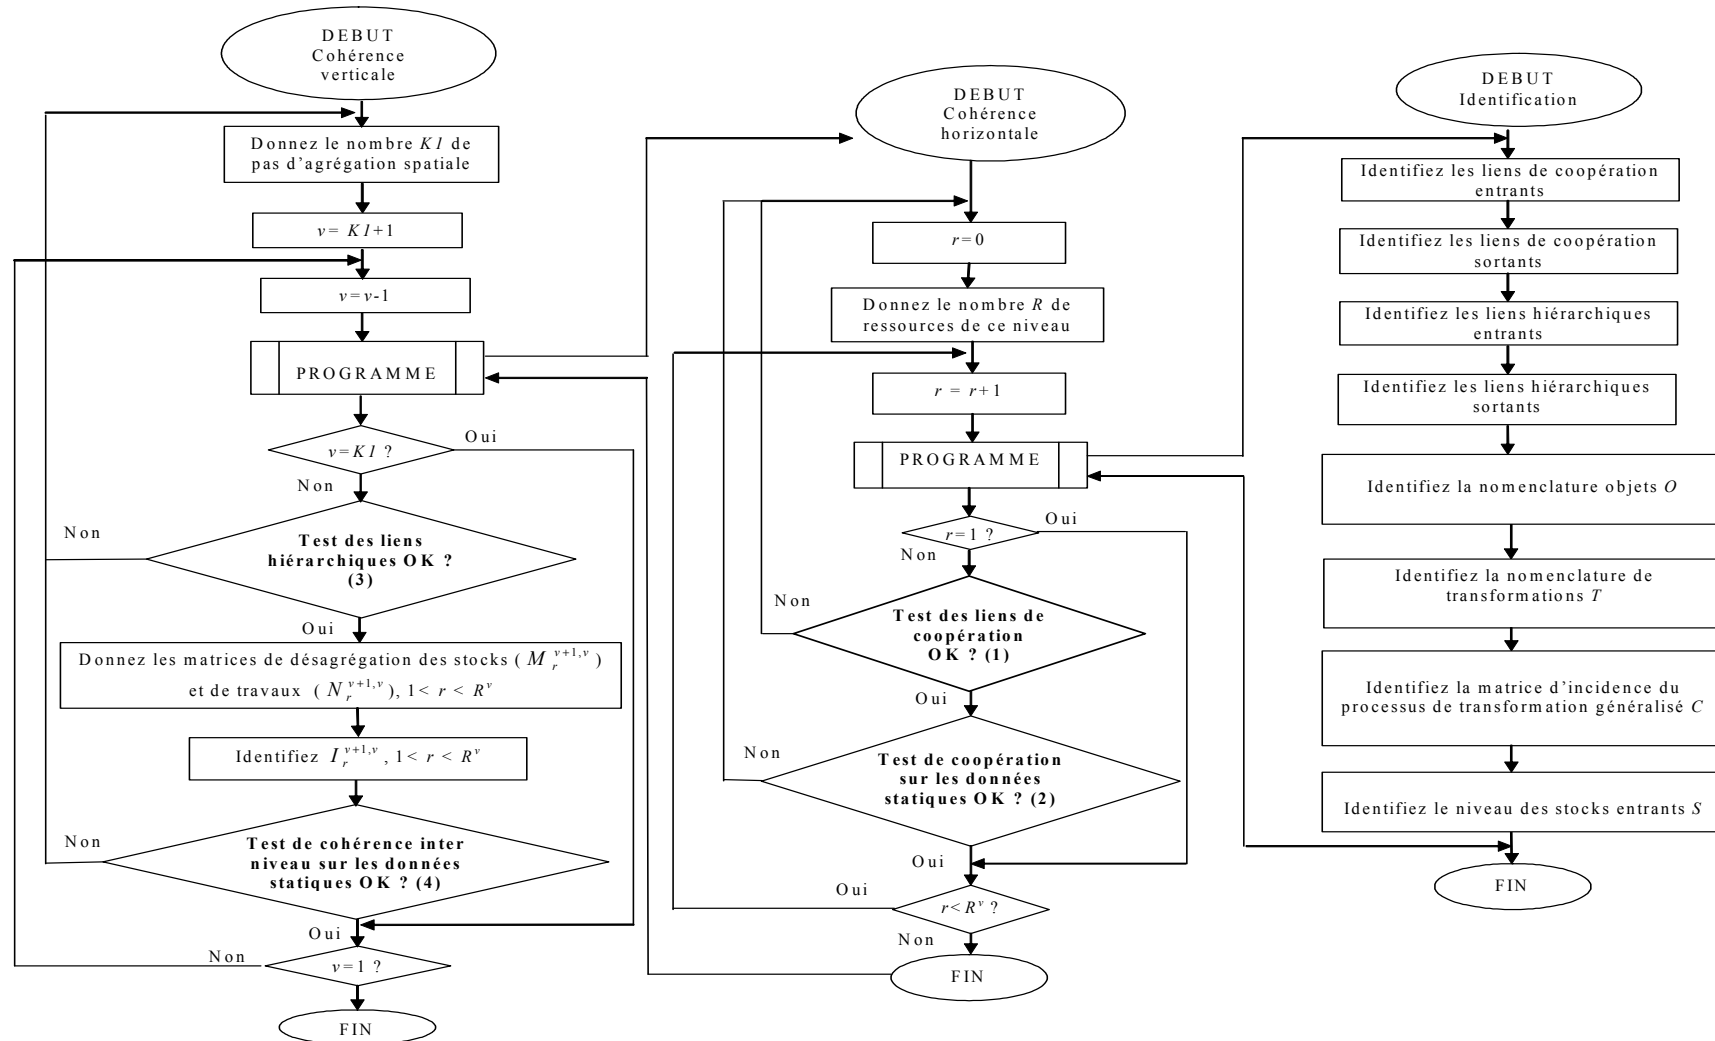 DEBUT
Cohérence
verticale
Donnez le nombre K1 de
pas d'agrégation spatiale
v= K1+1
v=v-1
PROGRAMME
v=K1 ?
Oui
Non
Test des liens
hiérarchiques OK ?
(3)
Non
Oui
Donnez les matrices de désagrégation des stocks ( M_r^{v+1,v})
et de travaux ( N_r^{v+1,v}), 1< r < R^v
Identifiez I_r^{v+1,v}, 1< r < R^v
Test de cohérence inter
niveau sur les données
statiques OK ? (4)
Non
Oui
v=1 ?
Non
FIN
DEBUT
Cohérence
horizontale
r=0
Donnez le nombre R de
ressources de ce niveau
r = r+1
PROGRAMME
r=1 ?
Oui
Non
Test des liens de
coopération
OK ? (1)
Non
Oui
Test de coopération
sur les données
statiques OK ? (2)
Non
Oui
r< R^v ?
Oui
Non
FIN
DEBUT
Identification
Identifiez les liens de coopération
entrants
Identifiez les liens de coopération
sortants
Identifiez les liens hiérarchiques
entrants
Identifiez les liens hiérarchiques
sortants
Identifiez la nomenclature objets O
Identifiez la nomenclature de
transformations T
Identifiez la matrice d'incidence du
processus de transformation généralisé C
Identifiez le niveau des stocks entrants S
FIN